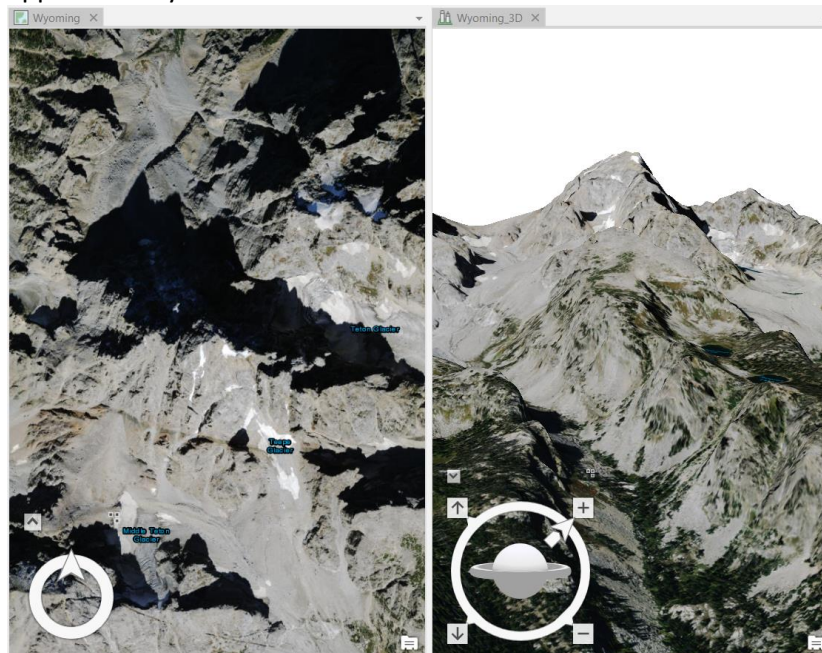 Wyoming
Wyoming_3D
Teton Glacier
Teepe
Glacier
Middle Teton
Glacier